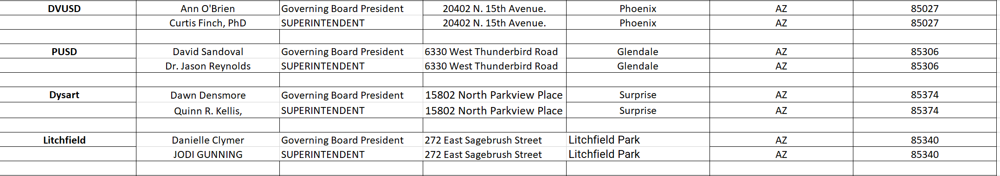 DVUSD Ann O'Brien Governing Board President 20402 N. 15th Avenue. Phoenix AZ 85027
Curtis Finch, PhD SUPERINTENDENT 20402 N. 15th Avenue. Phoenix AZ 85027
PUSD David Sandoval Governing Board President 6330 West Thunderbird Road Glendale AZ 85306
Dr. Jason Reynolds SUPERINTENDENT 6330 West Thunderbird Road Glendale AZ 85306
Dysart Dawn Densmore Governing Board President 15802 North Parkview Place Surprise AZ 85374
Quinn R. Kellis, SUPERINTENDENT 15802 North Parkview Place Surprise AZ 85374
Litchfield Danielle Clymer Governing Board President 272 East Sagebrush Street Litchfield Park AZ 85340
JODI GUNNING SUPERINTENDENT 272 East Sagebrush Street Litchfield Park AZ 85340